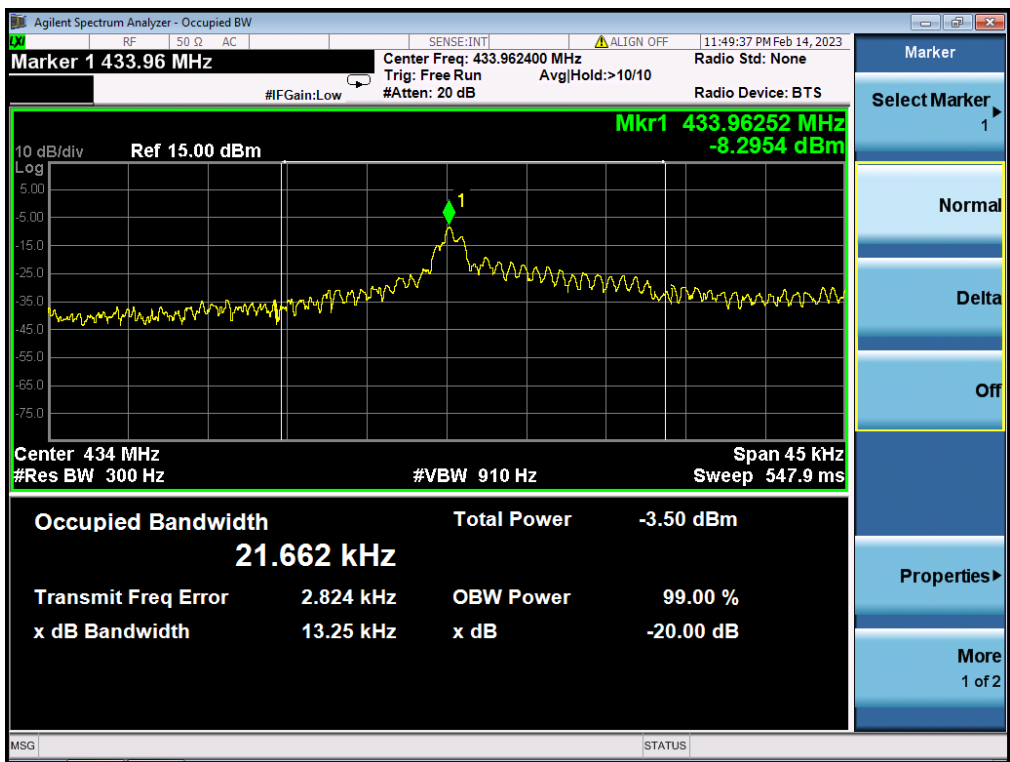 Agilent Spectrum Analyzer - Occupied BW
LXI RF 50 Ω AC SENSE:INT ALIGN OFF 11:49:37 PM Feb 14, 2023
Marker 1 433.96 MHz
Center Freq: 433.962400 MHz Radio Std: None
Trig: Free Run Avg|Hold:>10/10
#IFGain:Low #Atten: 20 dB Radio Device: BTS
Mkr1 433.96252 MHz
-8.2954 dBm
10 dB/div Ref 15.00 dBm
Log
5.00
1
-5.00
-15.0
-25.0
-35.0
-45.0
-55.0
-65.0
-75.0
Center 434 MHz Span 45 kHz
#Res BW 300 Hz #VBW 910 Hz Sweep 547.9 ms
Occupied Bandwidth Total Power -3.50 dBm
21.662 kHz
Transmit Freq Error 2.824 kHz OBW Power 99.00 %
x dB Bandwidth 13.25 kHz x dB -20.00 dB
Marker
Select Marker
1
Normal
Delta
Off
Properties
More
1 of 2
MSG STATUS